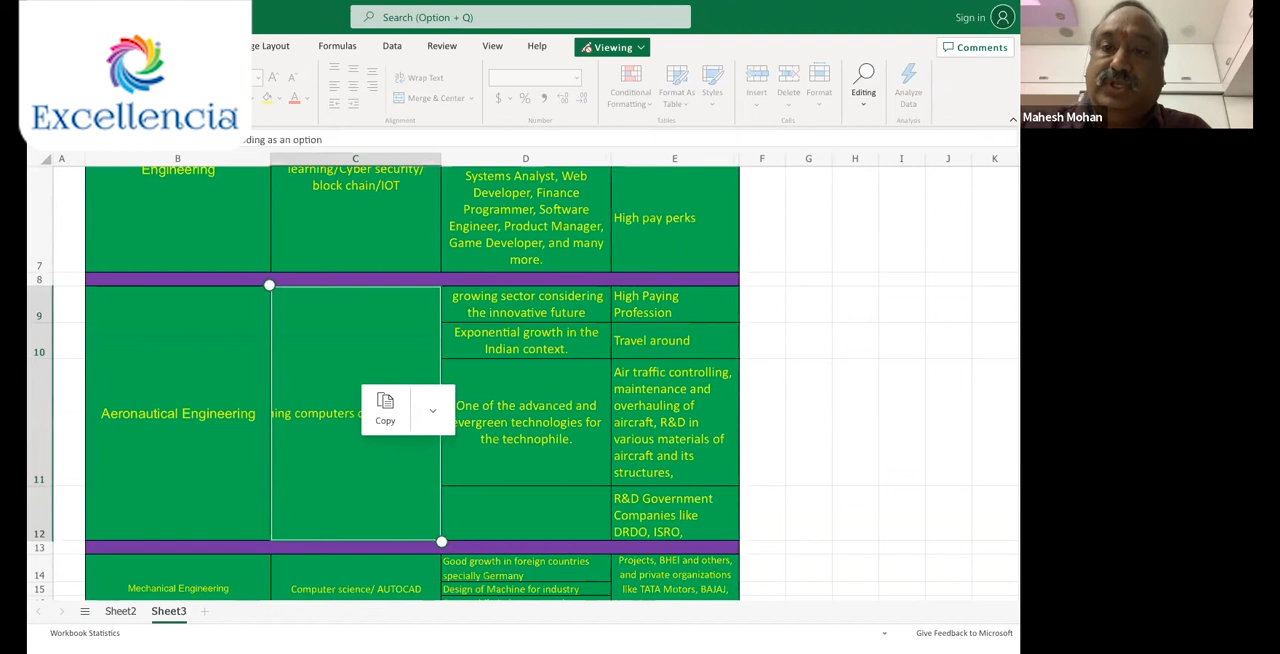 Search (Option + Q)
Sign in
ge Layout
Formulas
Data
Review
View
Help
Viewing
Comments
Excellencia
Wrap Text
Merge & Center
Alignment
$ % 9
Number
Conditional
Formatting
Format As
Table
Styles
Tables
Insert
Delete
Format
Cells
Editing
Analyze
Data
Analysis
Mahesh Mohan
ding as an option
A B C D E F G H I J K
Engineering
learning/Cyber security/
block chain/IOT
Systems Analyst, Web
Developer, Finance
Programmer, Software
Engineer, Product Manager,
Game Developer, and many
more.
High pay perks
7
8
growing sector considering
the innovative future
High Paying
Profession
9
Exponential growth in the
Indian context.
Travel around
10
Aeronautical Engineering
ning computers
Copy
One of the advanced and
evergreen technologies for
the technophile.
Air traffic controlling,
maintenance and
overhauling of
aircraft, R&D in
various materials of
aircraft and its
structures,
11
R&D Government
Companies like
DRDO, ISRO,
12
13
Mechanical Engineering
Computer science/ AUTOCAD
Good growth in foreign countries
specially Germany
14
Design of Machine for industry
15
Projects, BHEl and others,
and private organizations
like TATA Motors, BAJAJ,
Sheet2
Sheet3
Workbook Statistics
Give Feedback to Microsoft